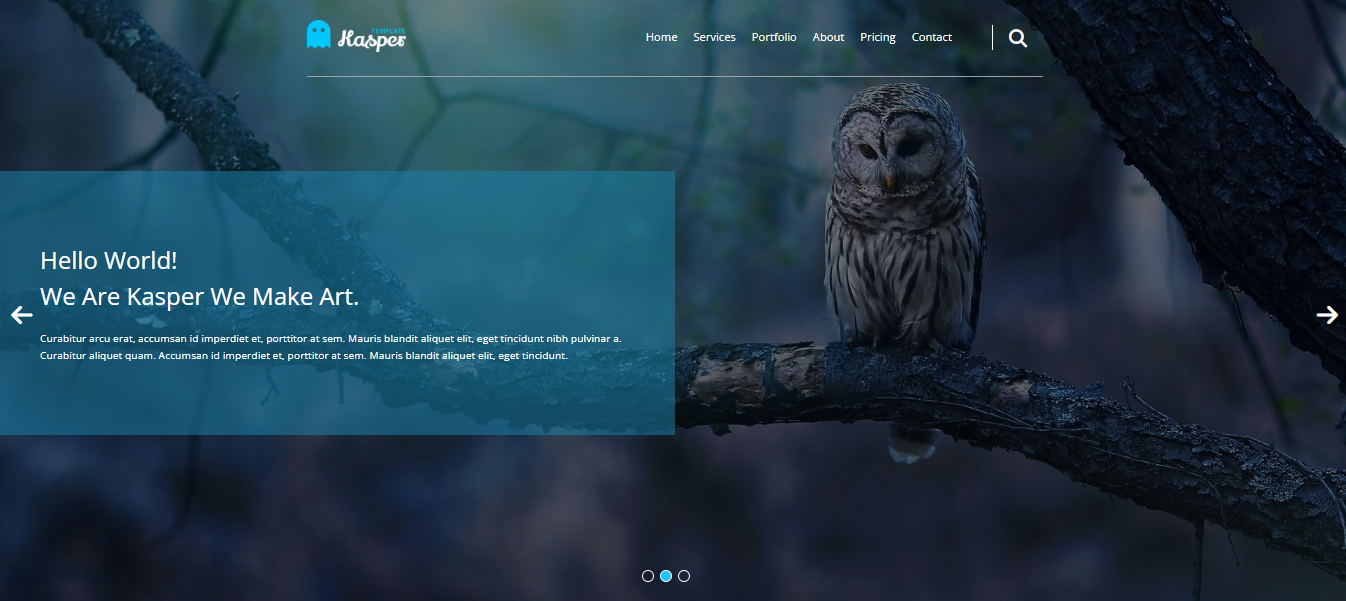 TEMPLATE
Kasper
Home Services Portfolio About Pricing Contact
Hello World!
We Are Kasper We Make Art.
Curabitur arcu erat, accumsan id imperdiet et, porttitor at sem. Mauris blandit aliquet elit, eget tincidunt nibh pulvinar a.
Curabitur aliquet quam. Accumsan id imperdiet et, porttitor at sem. Mauris blandit aliquet elit, eget tincidunt.